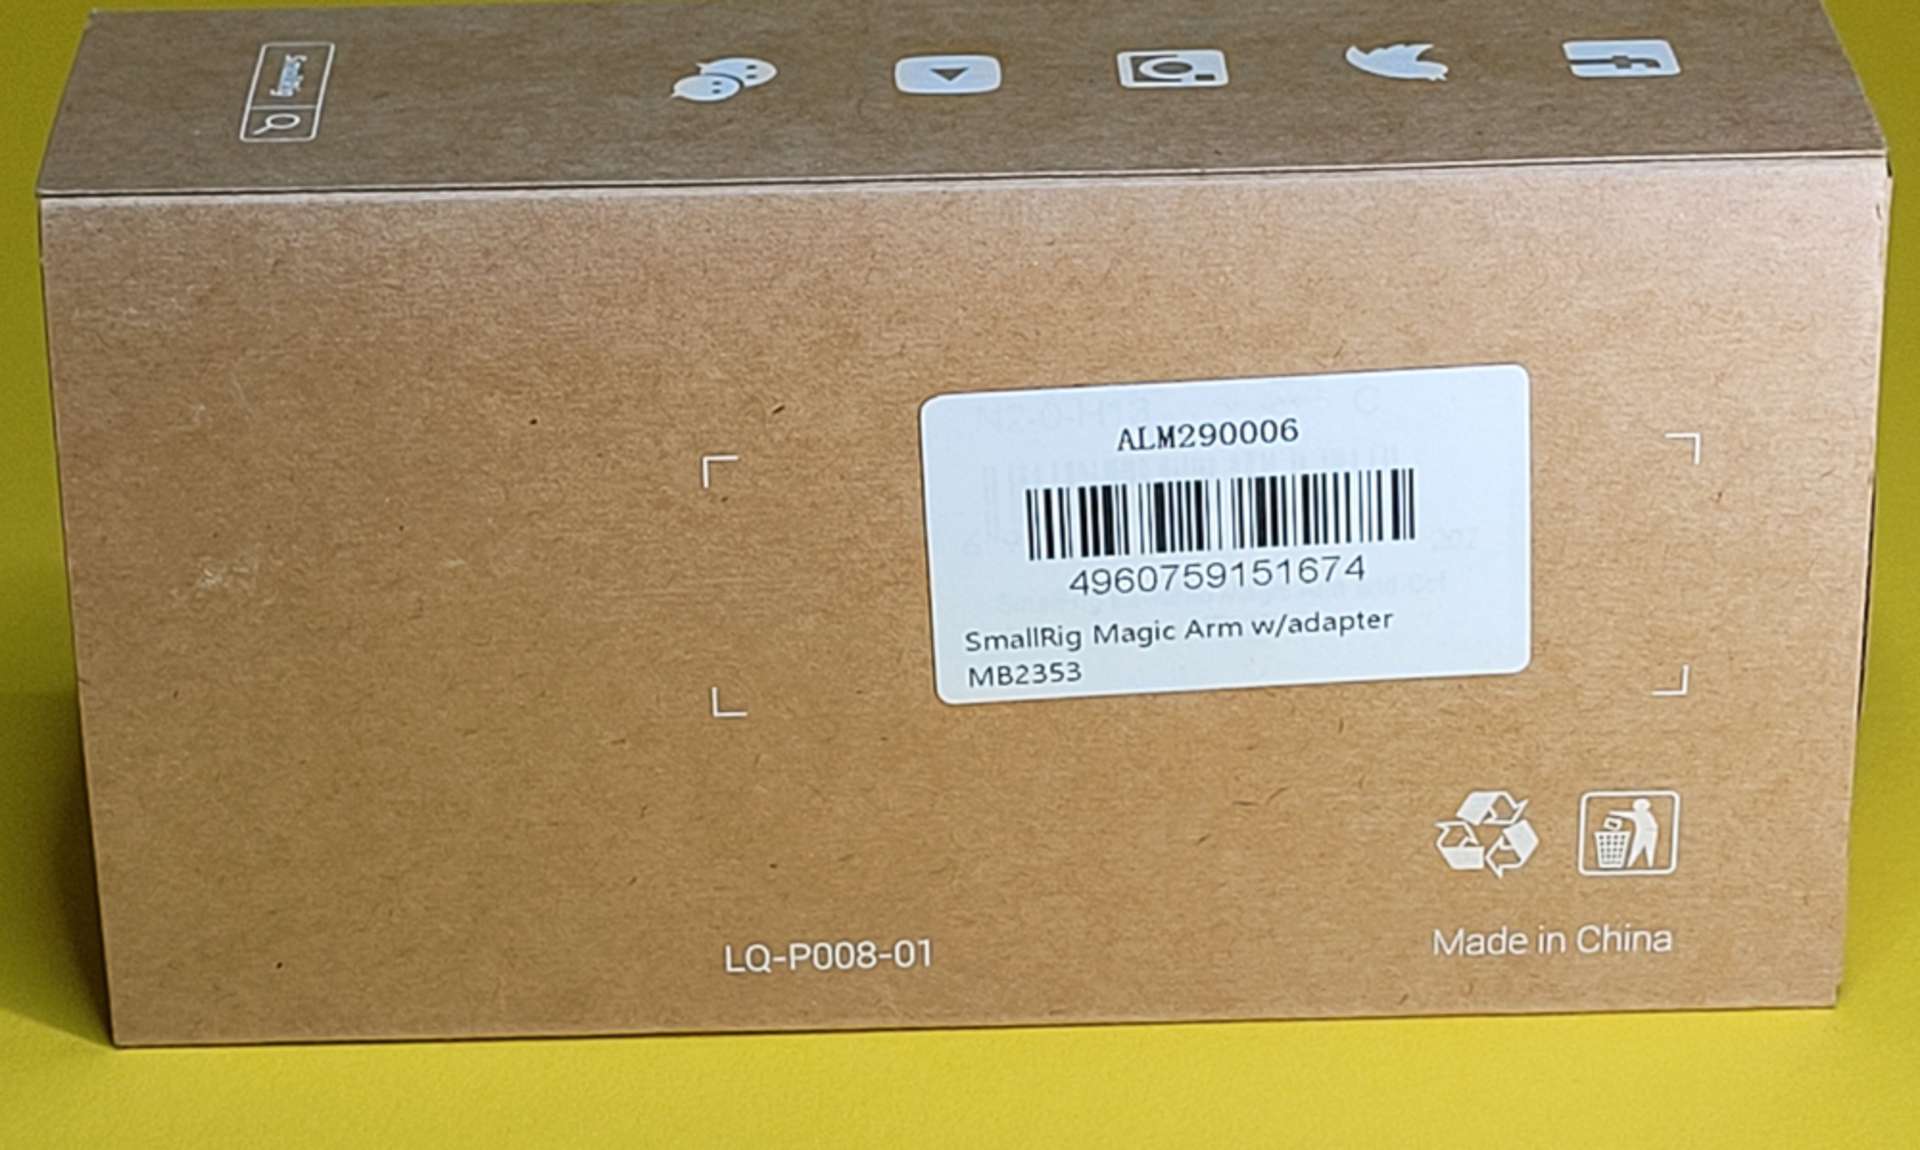 SmallRig
ALM290006
4960759151674
SmallRig Magic Arm w/adapter
MB2353
LQ-P008-01
Made in China